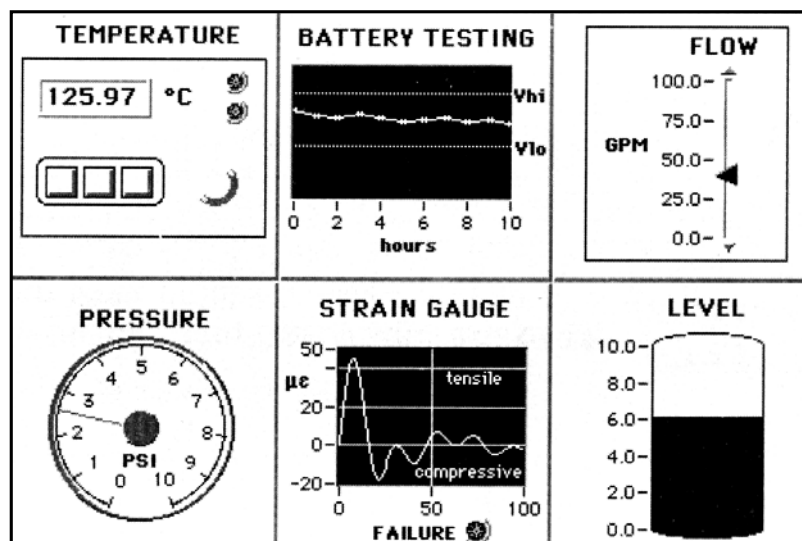 TEMPERATURE
125.97 °C
BATTERY TESTING
Vhi
Vlo
0 2 4 6 8 10
hours
FLOW
100.0-
75.0-
GPM
50.0-
25.0-
0.0-
PRESSURE
0 1 2 3 4 5 6 7 8 9 10
PSI
STRAIN GAUGE
50
με
tensile
20
0
compressive
-20
0 50 100
FAILURE
LEVEL
10.0-
8.0-
6.0-
4.0-
2.0-
0.0-